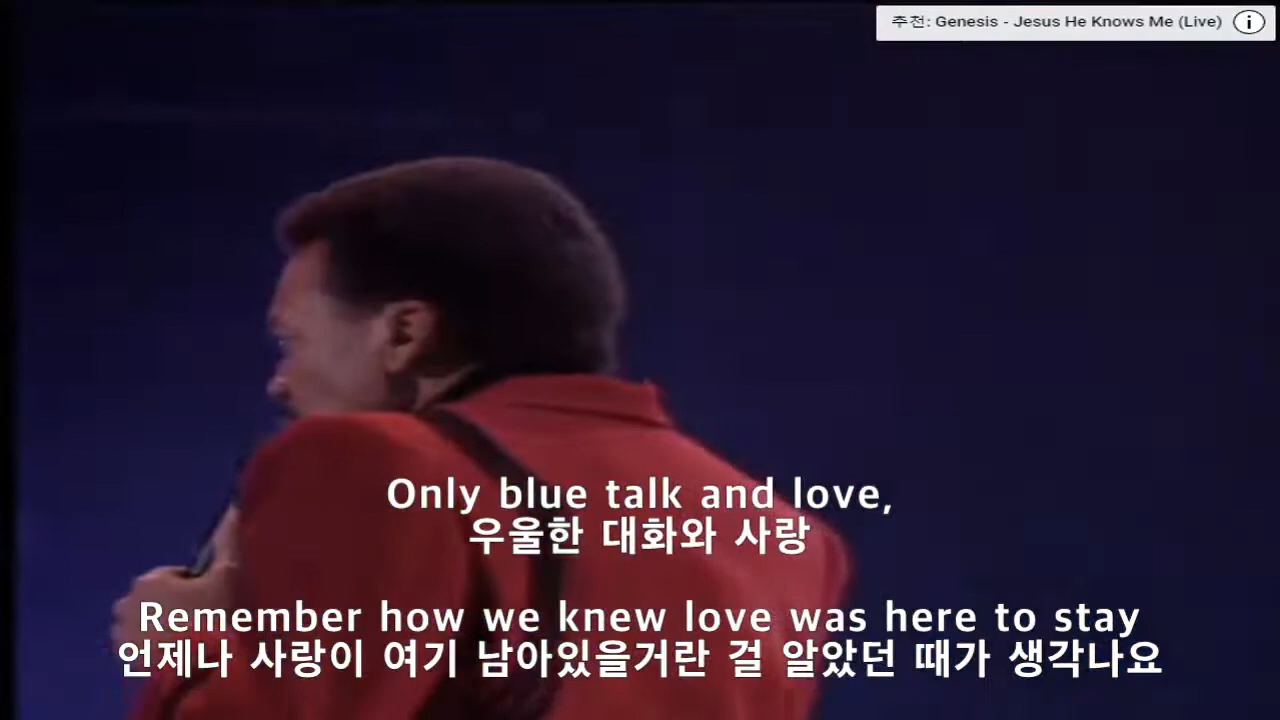 추천: Genesis - Jesus He Knows Me (Live)
Only blue talk and love,
우울한 대화와 사랑
Remember how we knew love was here to stay
언제나 사랑이 여기 남아있을거란 걸 알았던 때가 생각나요